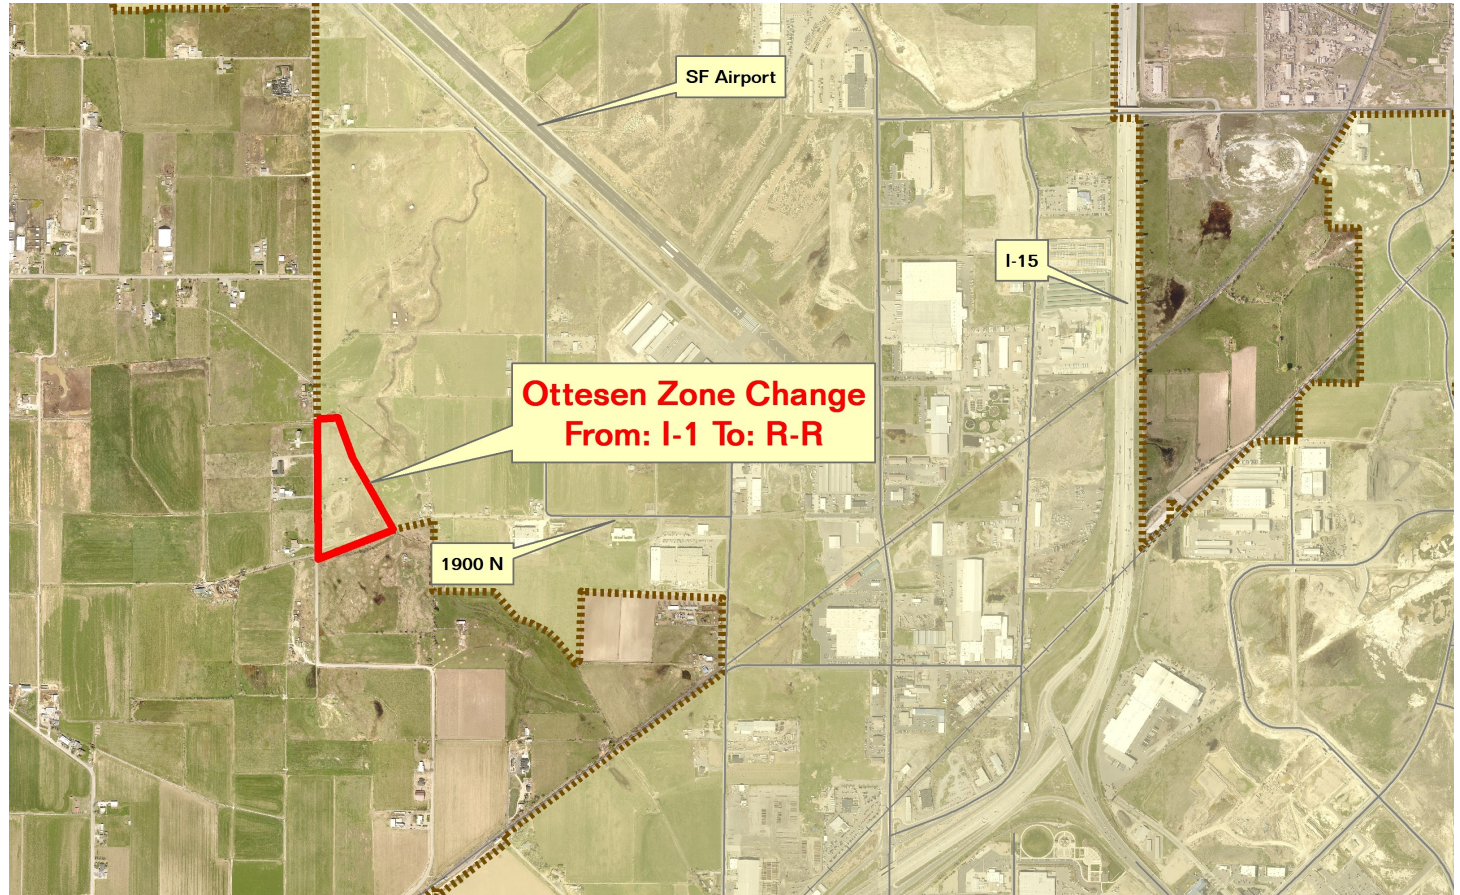 SF Airport
I-15
Ottesen Zone Change
From: I-1 To: R-R
1900 N